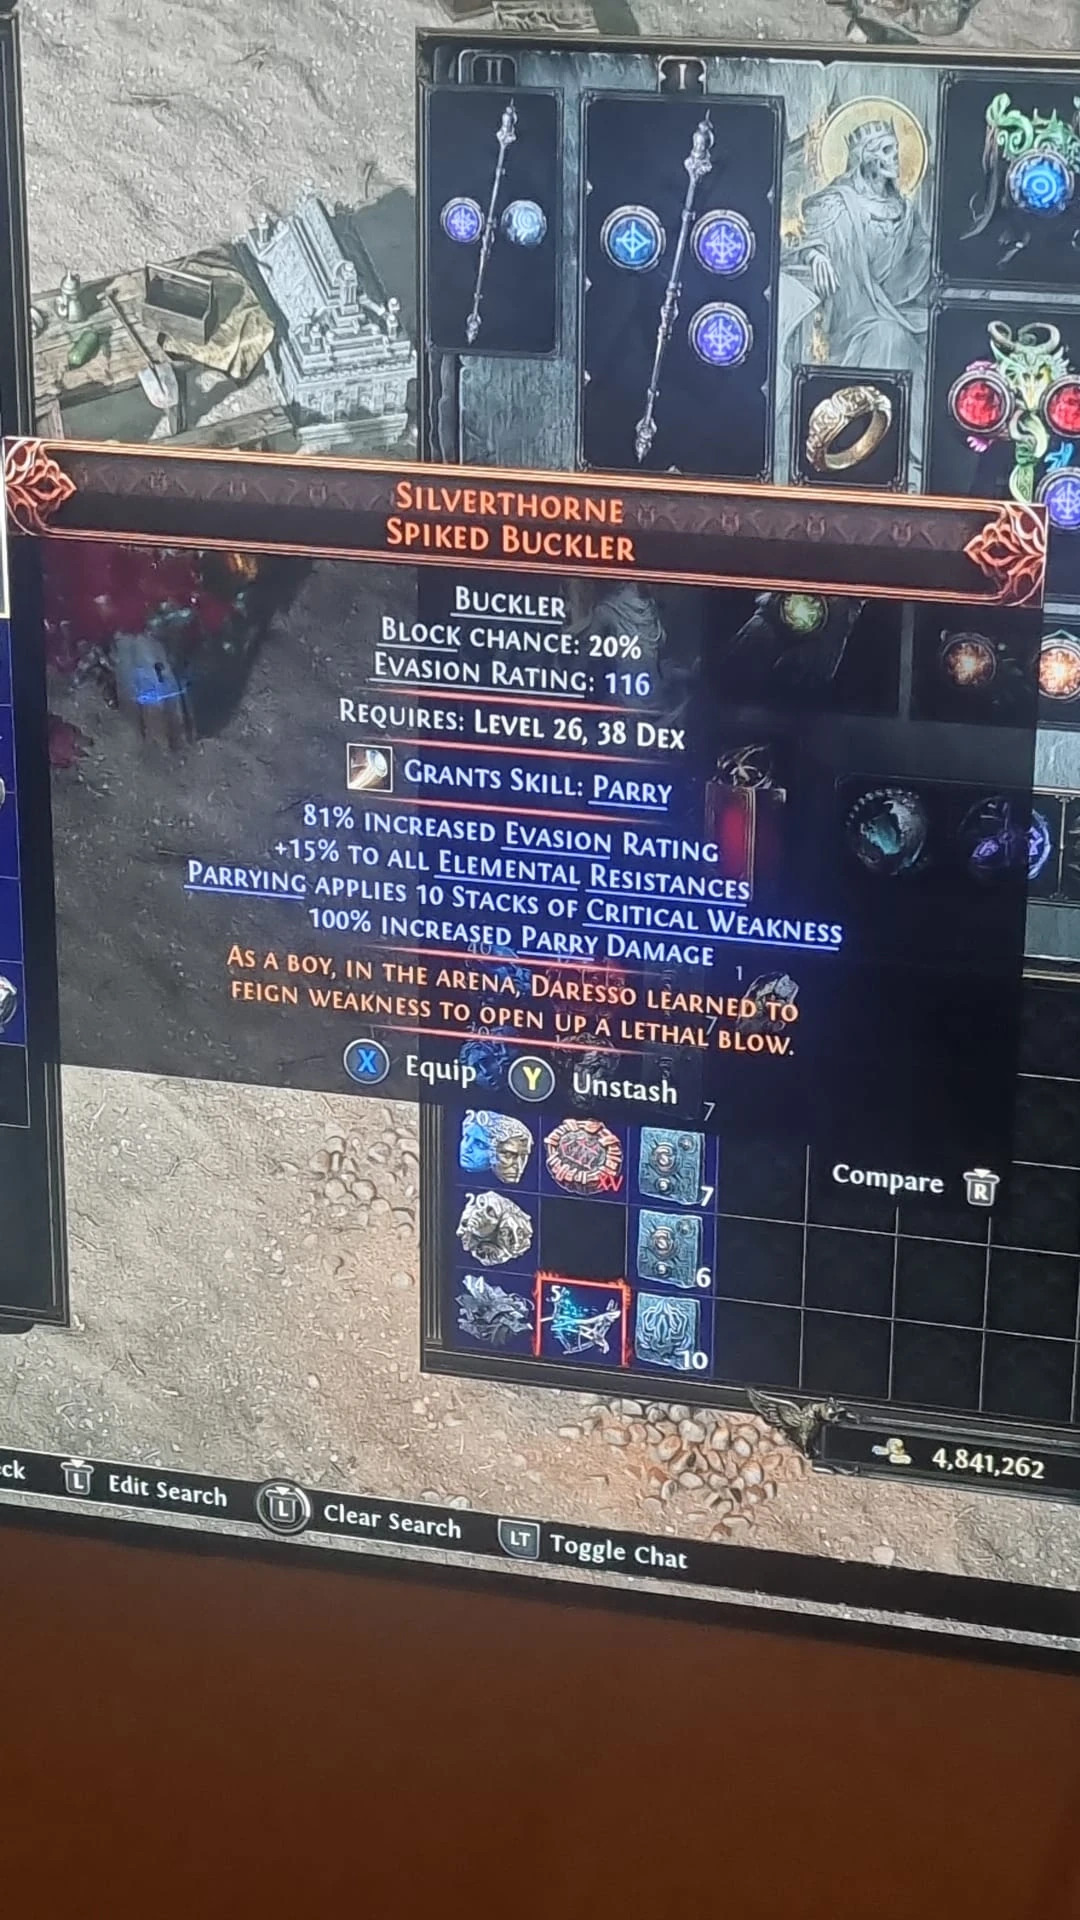 II
I
SILVERTHORNE
SPIKED BUCKLER
BUCKLER
BLOCK CHANCE: 20%
EVASION RATING: 116
REQUIRES: LEVEL 26, 38 DEX
GRANTS SKILL: PARRY
81% INCREASED EVASION RATING
+15% TO ALL ELEMENTAL RESISTANCES
PARRYING APPLIES 10 STACKS OF CRITICAL WEAKNESS
100% INCREASED PARRY DAMAGE
1
AS A BOY, IN THE ARENA, DARESSO LEARNED TO
FEIGN WEAKNESS TO OPEN UP A LETHAL BLOW.
7
X Equip Y Unstash
7
20
XV
7
Compare R
20
6
14
5
10
4,841,262
L Edit Search L Clear Search LT Toggle Chat